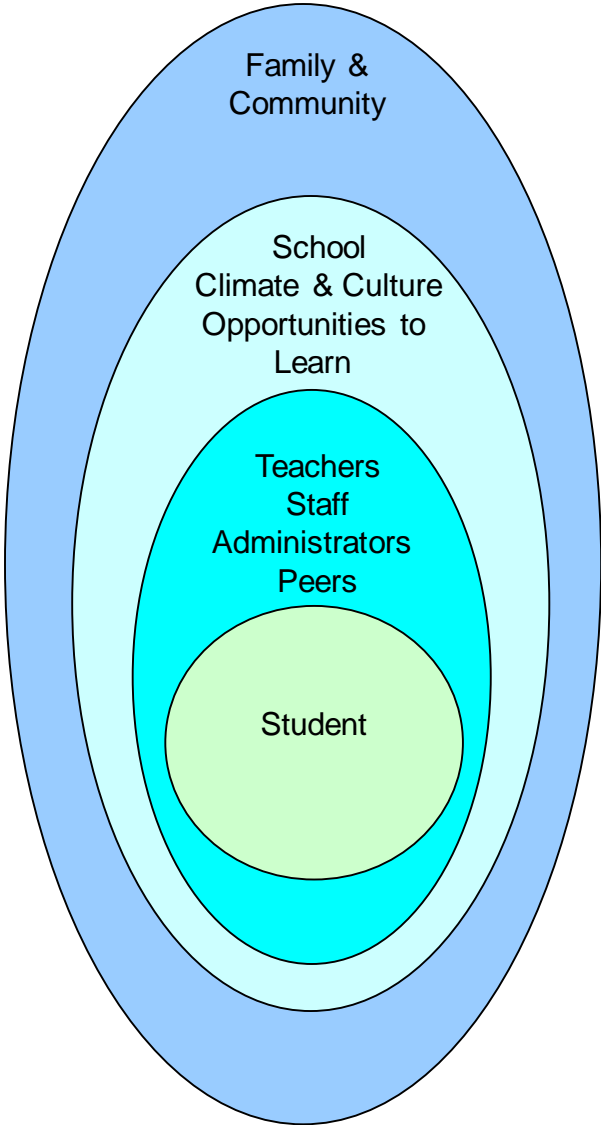 Family &
Community
School
Climate & Culture
Opportunities to
Learn
Teachers
Staff
Administrators
Peers
Student